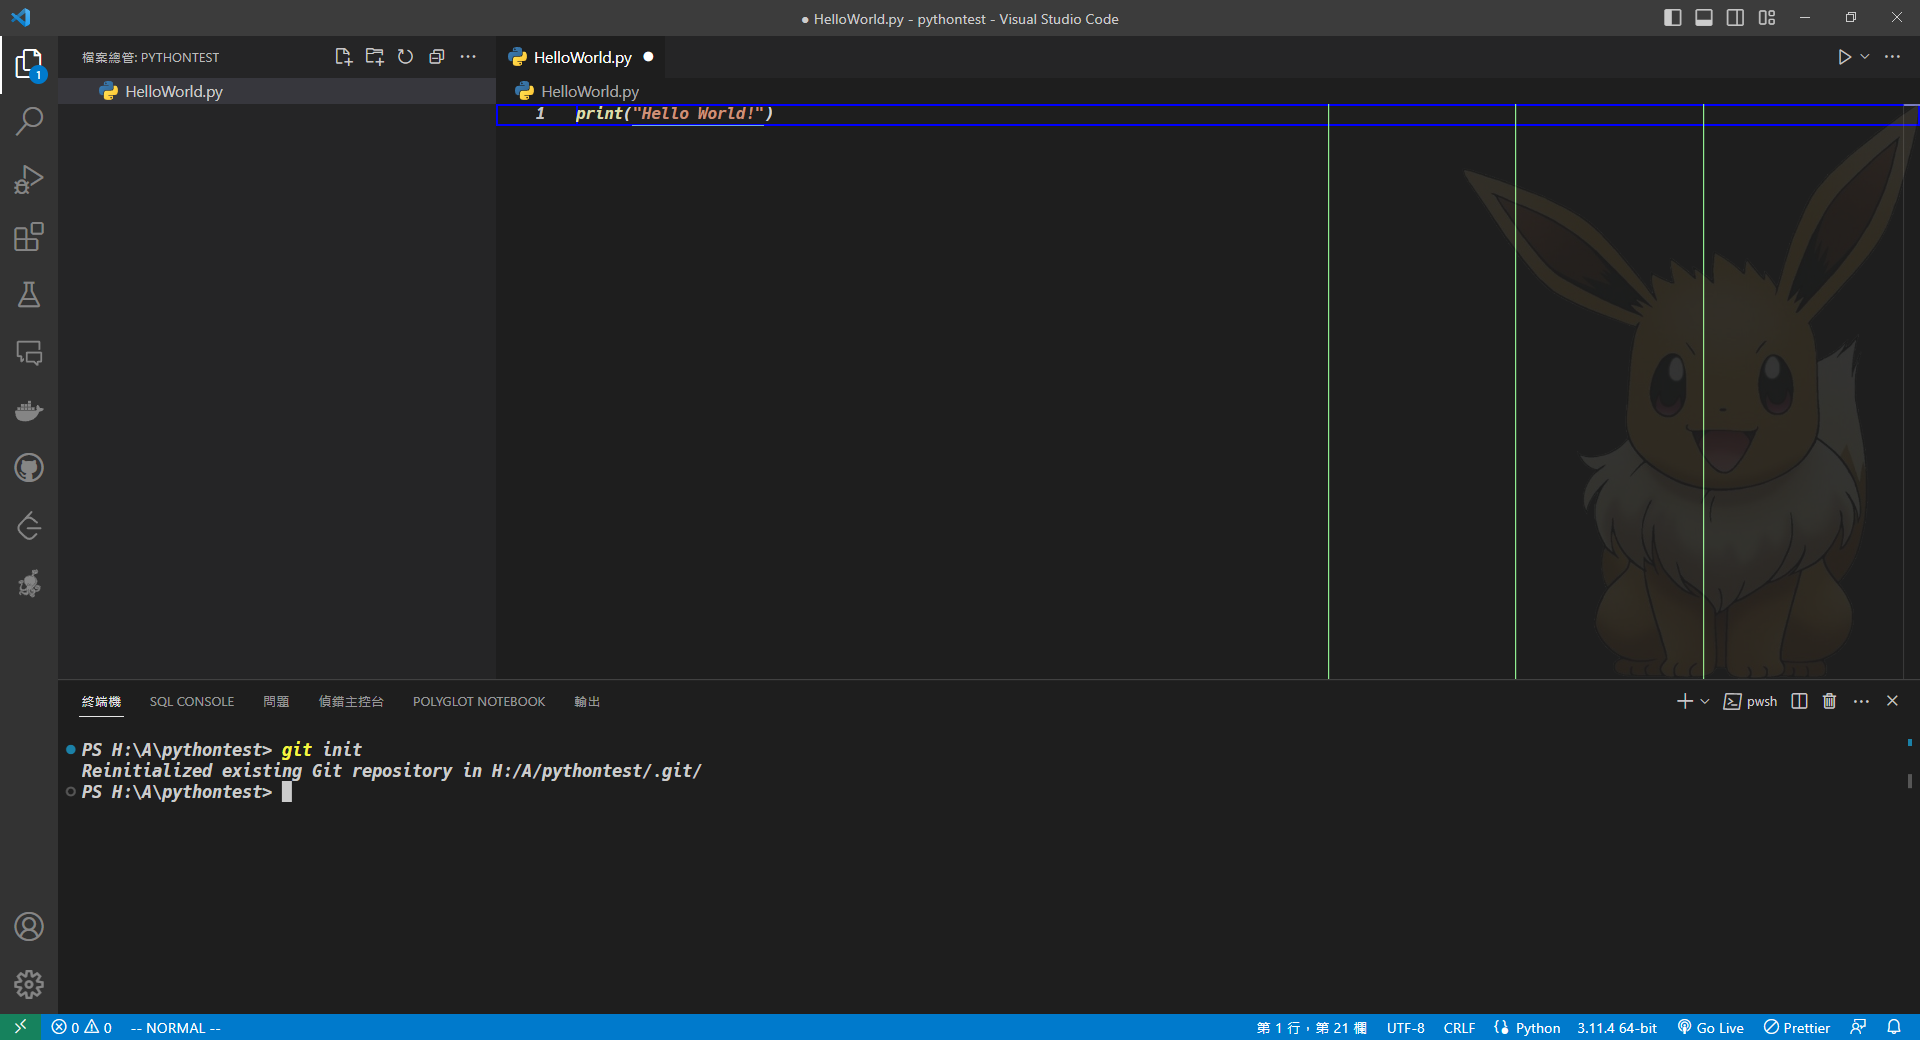 ● HelloWorld.py - pythontest - Visual Studio Code
檔案總管: PYTHONTEST
HelloWorld.py
1
HelloWorld.py
HelloWorld.py
1 print("Hello World!")
終端機 SQL CONSOLE 問題 偵錯主控台 POLYGLOT NOTEBOOK 輸出
pwsh
PS H:\A\pythontest> git init
Reinitialized existing Git repository in H:/A/pythontest/.git/
PS H:\A\pythontest>
0 0 -- NORMAL -- 第 1 行，第 21 欄 UTF-8 CRLF Python 3.11.4 64-bit Go Live Prettier